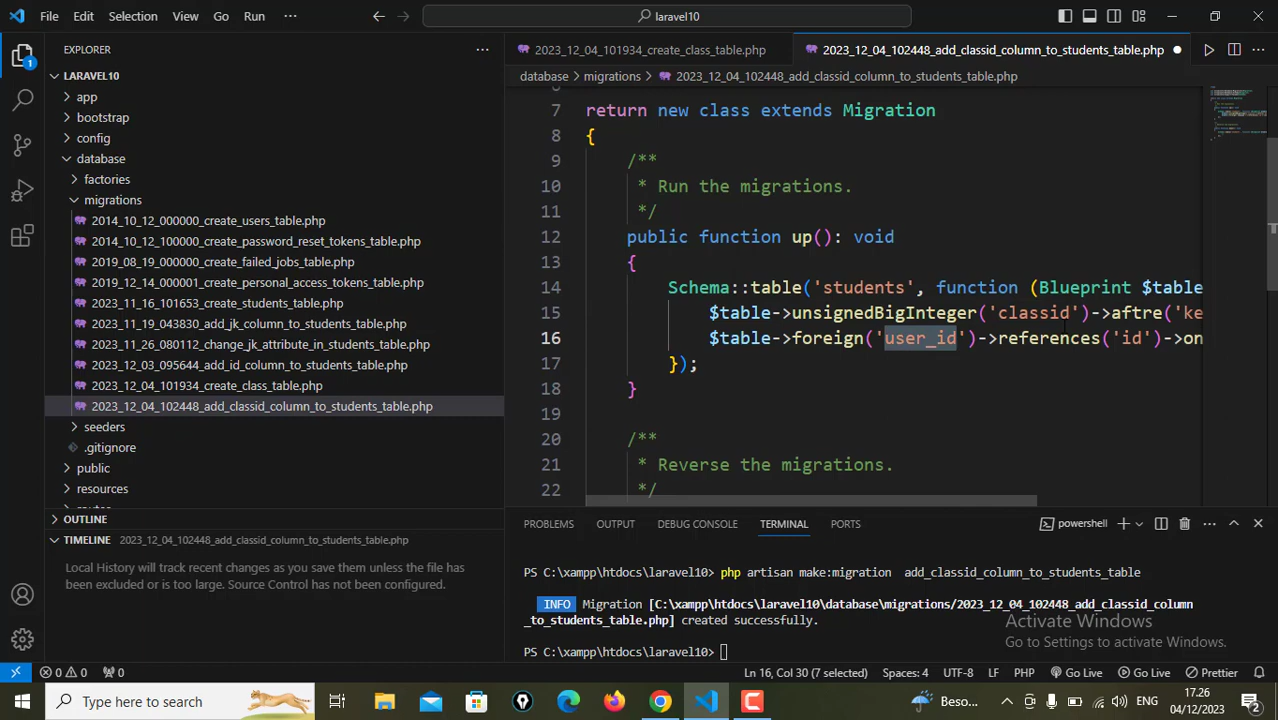 File Edit Selection View Go Run ··· laravel10
EXPLORER
2023_12_04_101934_create_class_table.php 2023_12_04_102448_add_classid_column_to_students_table.php
LARAVEL10
database > migrations > 2023_12_04_102448_add_classid_column_to_students_table.php
app
bootstrap
config
database
factories
migrations
2014_10_12_000000_create_users_table.php
2014_10_12_100000_create_password_reset_tokens_table.php
2019_08_19_000000_create_failed_jobs_table.php
2019_12_14_000001_create_personal_access_tokens_table.php
2023_11_16_101653_create_students_table.php
2023_11_19_043830_add_jk_column_to_students_table.php
2023_11_26_080112_change_jk_attribute_in_students_table.php
2023_12_03_095644_add_id_column_to_students_table.php
2023_12_04_101934_create_class_table.php
2023_12_04_102448_add_classid_column_to_students_table.php
seeders
.gitignore
public
resources
OUTLINE
TIMELINE 2023_12_04_102448_add_classid_column_to_students_table.php
Local History will track recent changes as you save them unless the file
has been excluded or is too large. Source Control has not been configured.
7 return new class extends Migration
8 {
9 /**
10 * Run the migrations.
11 */
12 public function up(): void
13 {
14 Schema::table('students', function (Blueprint $table
15 $table->unsignedBigInteger('classid')->aftre('ke
16 $table->foreign('user_id')->references('id')->on
17 });
18 }
19
20 /**
21 * Reverse the migrations.
22 */
PROBLEMS OUTPUT DEBUG CONSOLE TERMINAL PORTS powershell
PS C:\xampp\htdocs\laravel10> php artisan make:migration add_classid_column_to_students_table
INFO Migration [C:\xampp\htdocs\laravel10\database\migrations/2023_12_04_102448_add_classid_column
_to_students_table.php] created successfully.
PS C:\xampp\htdocs\laravel10>
Activate Windows
Go to Settings to activate Windows.
0 0 0 Ln 16, Col 30 (7 selected) Spaces: 4 UTF-8 LF PHP Go Live Go Live Prettier
Type here to search Beso... ENG 17.26
04/12/2023 2